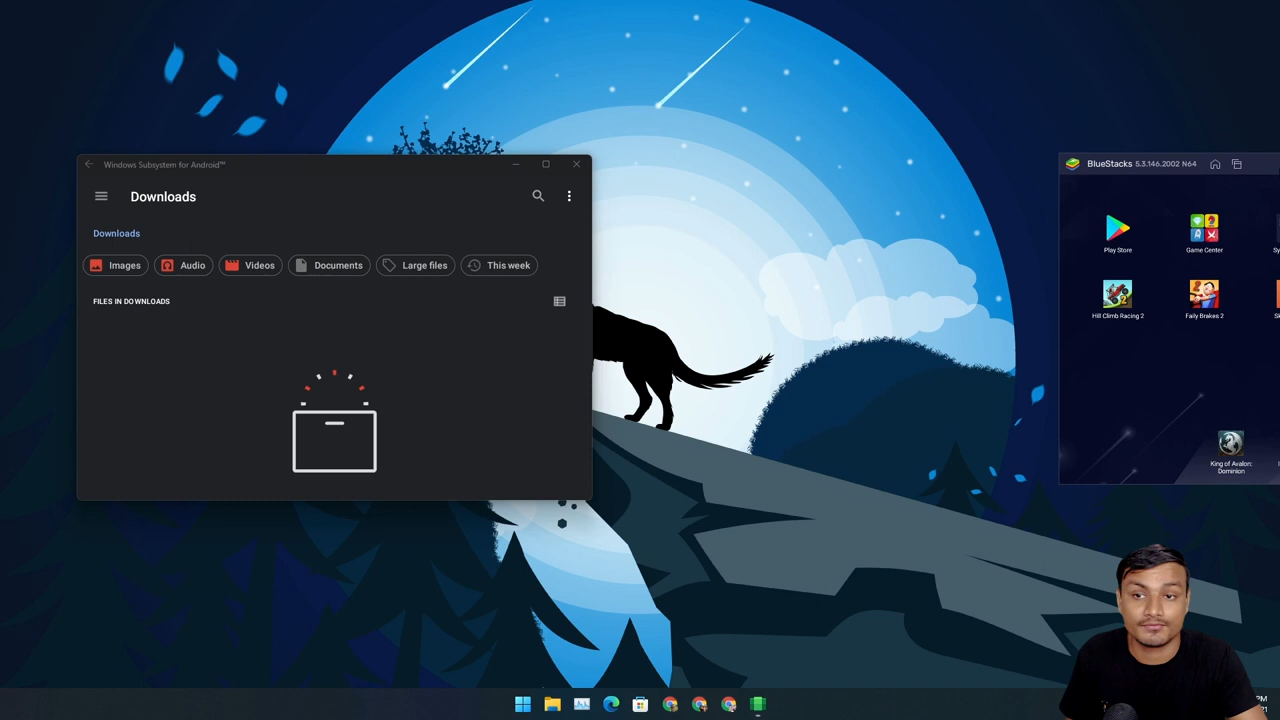 Windows Subsystem for Android™
Downloads
Downloads
Images
Audio
Videos
Documents
Large files
This week
FILES IN DOWNLOADS
BlueStacks 5.3.146.2002 N64
Play Store
Game Center
Hill Climb Racing 2
Faily Brakes 2
King of Avalon:
Dominion